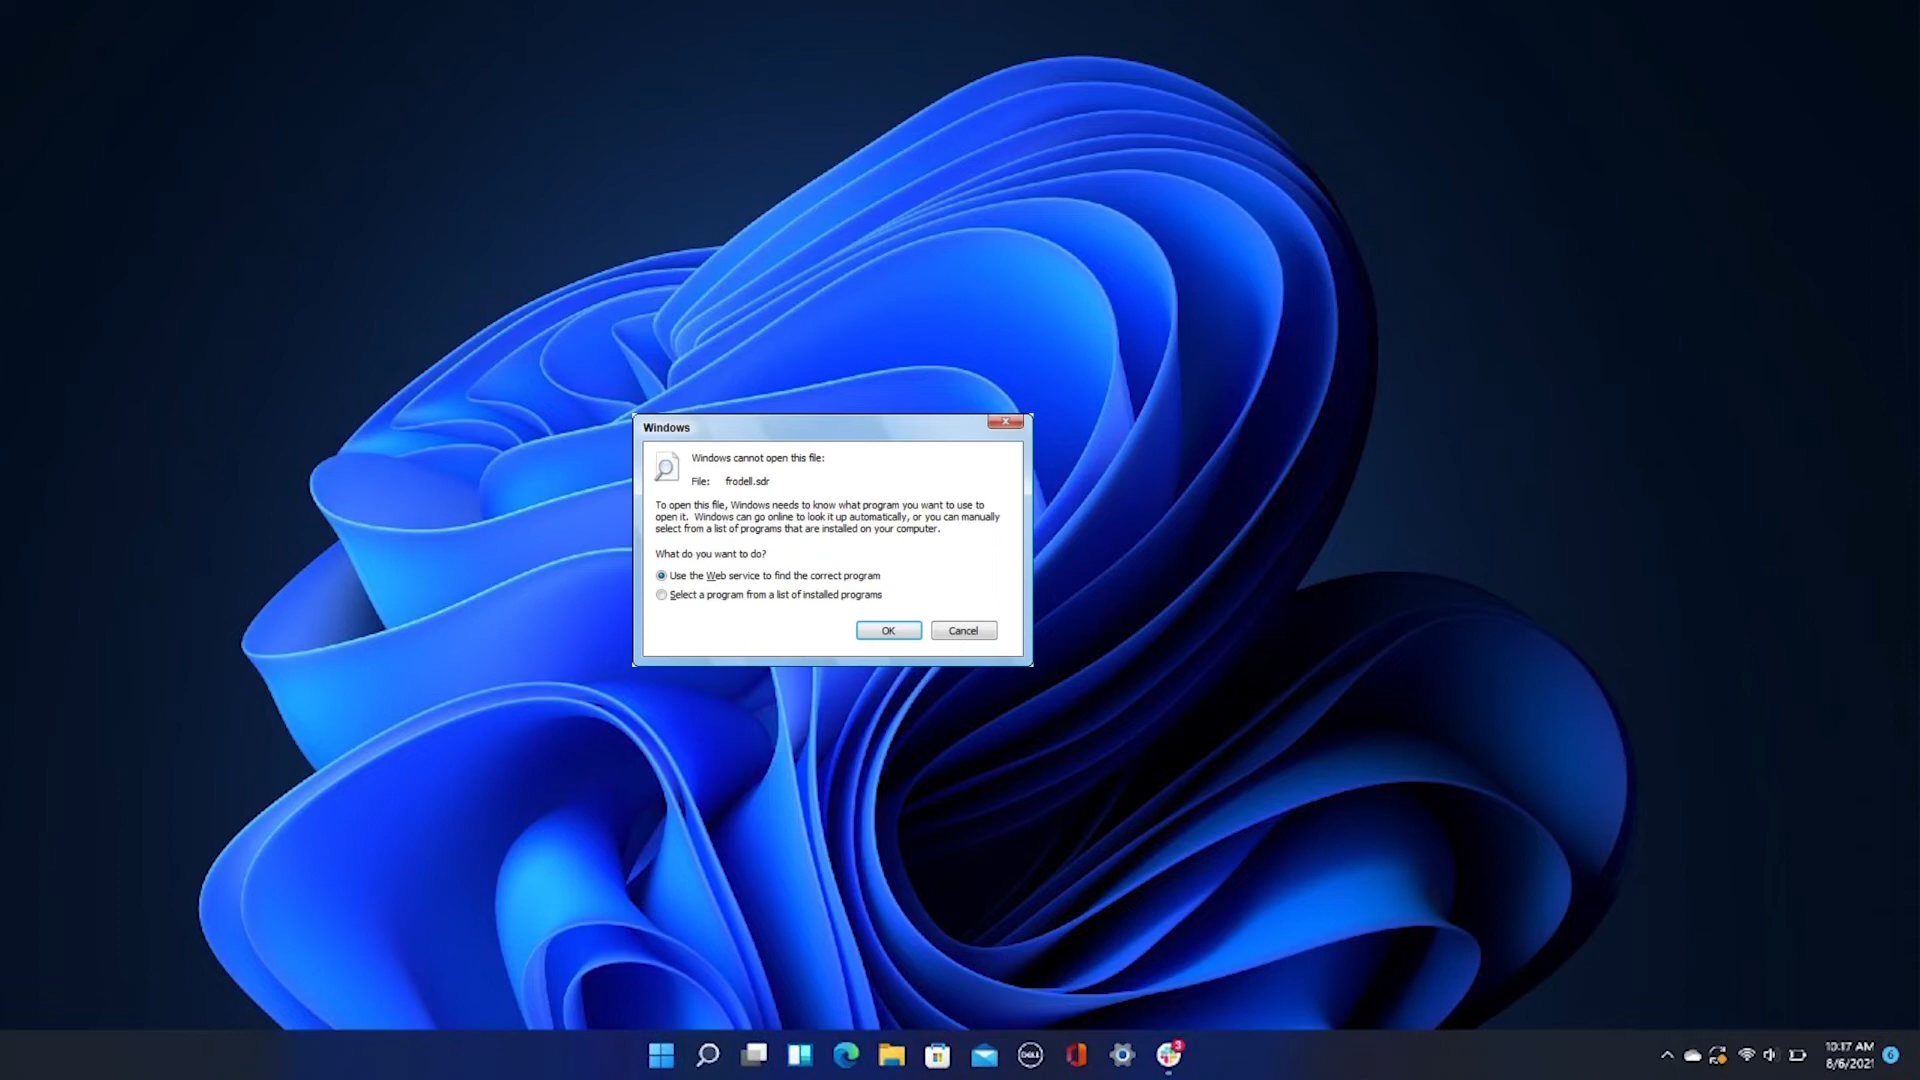 Windows
Windows cannot open this file:
File: frodell.sdr
To open this file, Windows needs to know what program you want to use to
open it. Windows can go online to look it up automatically, or you can manually
select from a list of programs that are installed on your computer.
What do you want to do?
Use the Web service to find the correct program
Select a program from a list of installed programs
OK Cancel
DELL
3
10:17 AM
8/6/2021
6